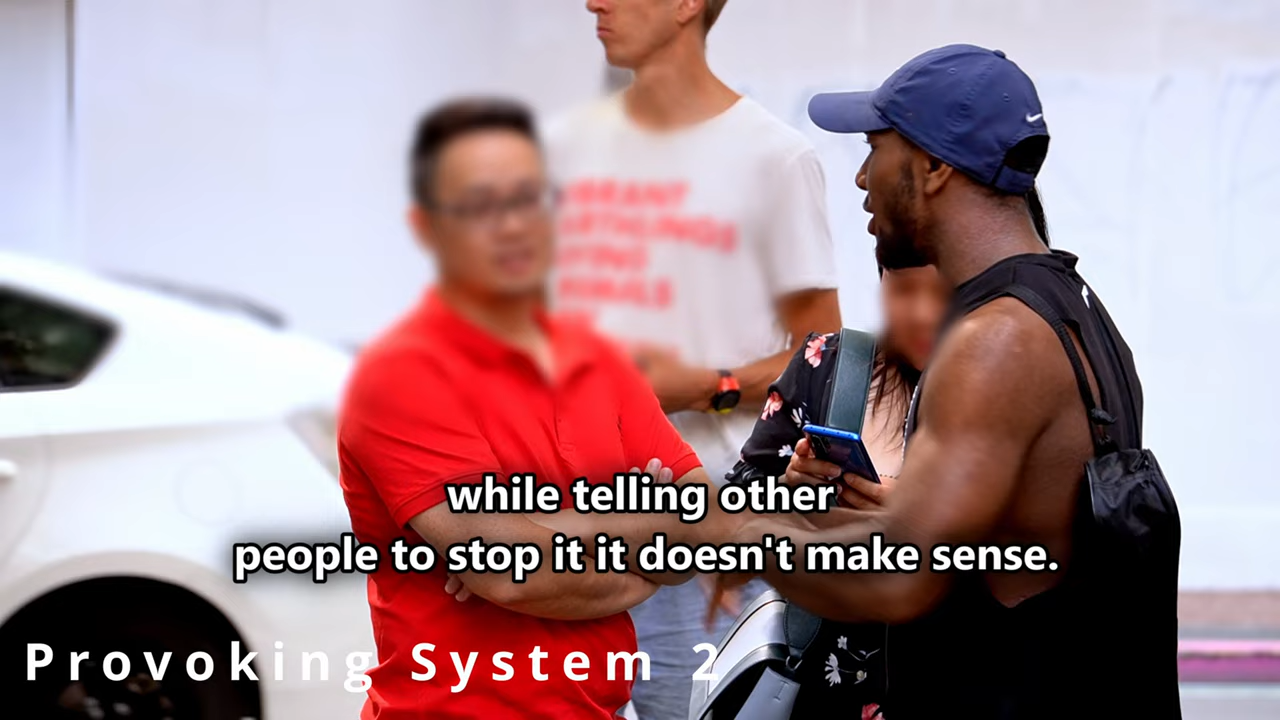 while telling other
people to stop it it doesn't make sense.
Provoking System 2